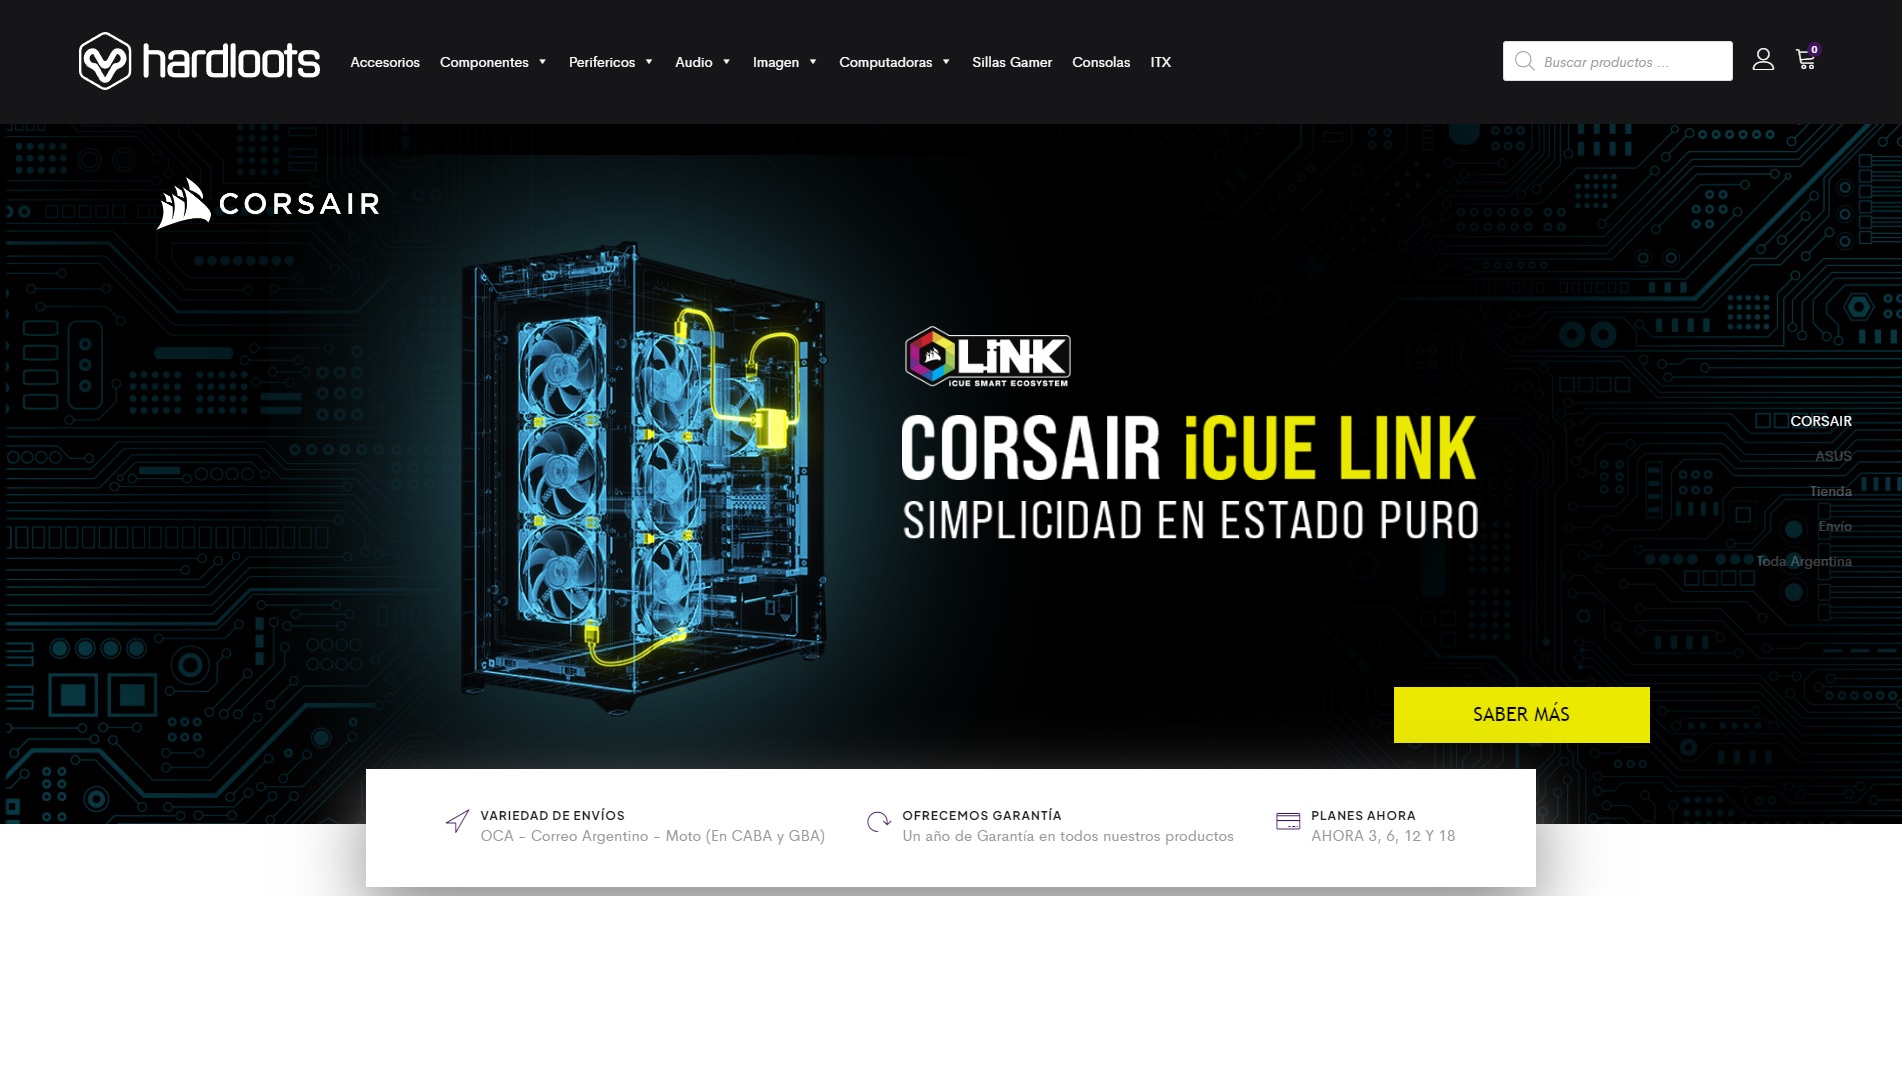 hardloots
Accesorios
Componentes
Perifericos
Audio
Imagen
Computadoras
Sillas Gamer
Consolas
ITX
Buscar productos ...
0
CORSAIR
LiNK
iCUE SMART ECOSYSTEM
CORSAIR iCUE LINK
SIMPLICIDAD EN ESTADO PURO
CORSAIR
ASUS
Tienda
Envío
Toda Argentina
SABER MÁS
VARIEDAD DE ENVÍOS
OCA - Correo Argentino - Moto (En CABA y GBA)
OFRECEMOS GARANTÍA
Un año de Garantía en todos nuestros productos
PLANES AHORA
AHORA 3, 6, 12 Y 18